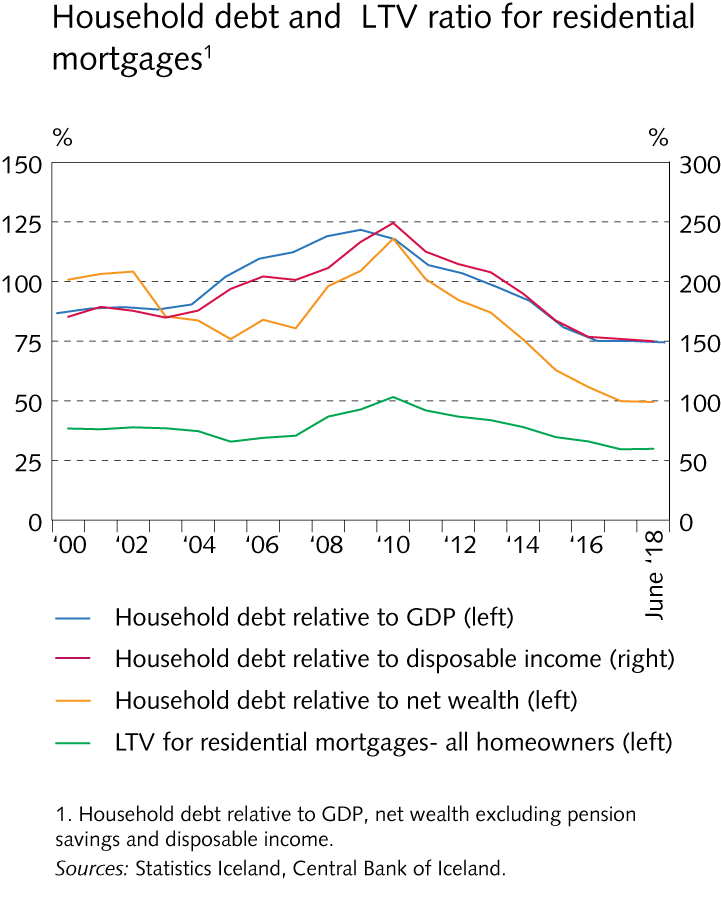 Household debt and LTV ratio for residential
mortgages¹
% %
150 300
125 250
100 200
75 150
50 100
25 50
0 0
‘00 ‘02 ‘04 ‘06 ‘08 ‘10 ‘12 ‘14 ‘16 June ‘18
Household debt relative to GDP (left)
Household debt relative to disposable income (right)
Household debt relative to net wealth (left)
LTV for residential mortgages- all homeowners (left)
1. Household debt relative to GDP, net wealth excluding pension
savings and disposable income.
Sources: Statistics Iceland, Central Bank of Iceland.